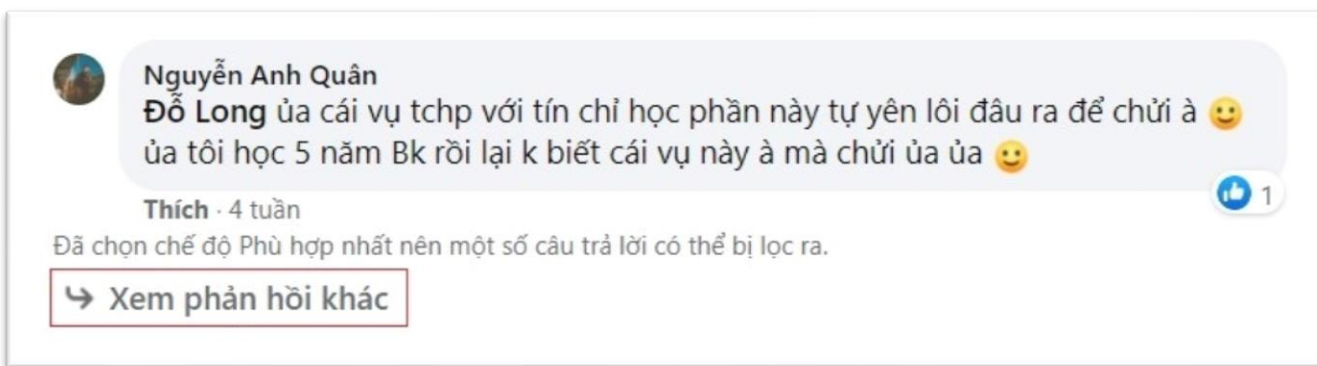 Nguyễn Anh Quân
Đỗ Long ủa cái vụ tchp với tín chỉ học phần này tự yên lôi đâu ra để chửi à 🙂
ủa tôi học 5 năm Bk rồi lại k biết cái vụ này à mà chửi ủa ủa 🙂
1
Thích · 4 tuần
Đã chọn chế độ Phù hợp nhất nên một số câu trả lời có thể bị lọc ra.
Xem phản hồi khác